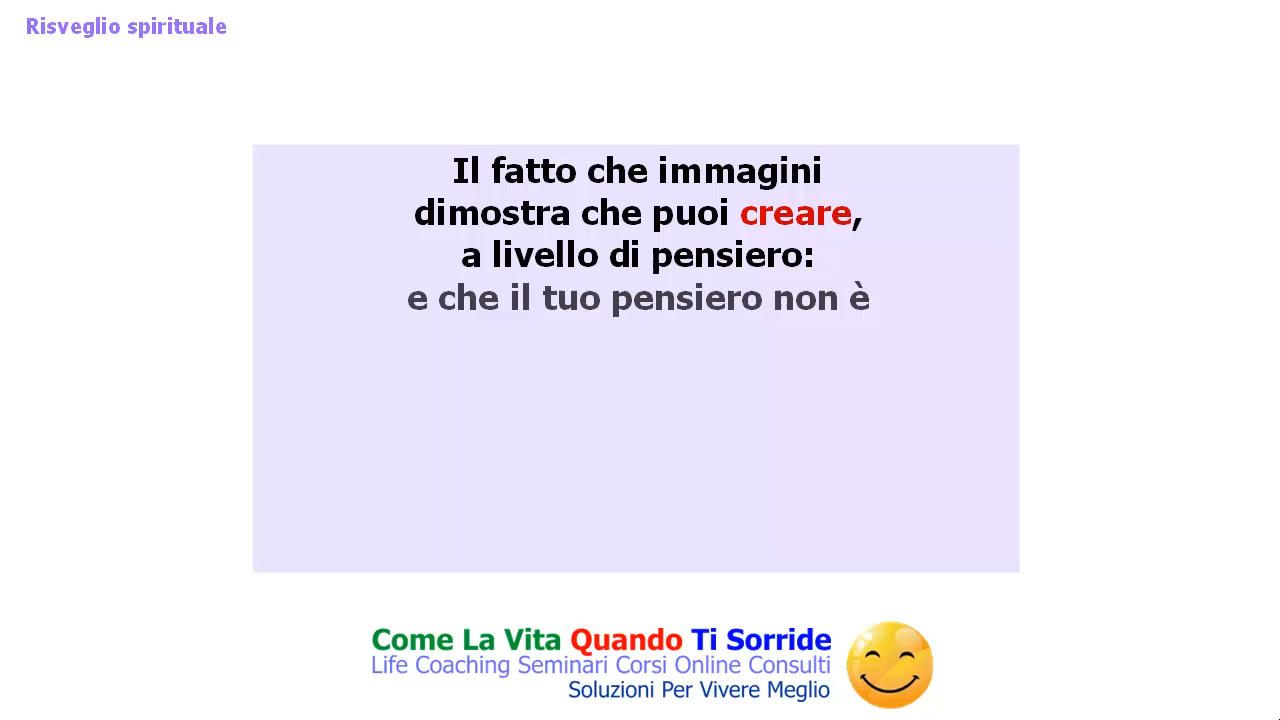 Risveglio spirituale
Il fatto che immagini
dimostra che puoi creare,
a livello di pensiero:
e che il tuo pensiero non è
Come La Vita Quando Ti Sorride
Life Coaching Seminari Corsi Online Consulti
Soluzioni Per Vivere Meglio